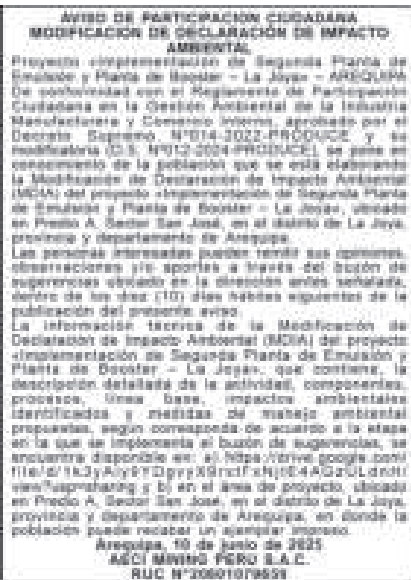 AVISO DE PARTICIPACIÓN CIUDADANA
MODIFICACIÓN DE DECLARACIÓN DE IMPACTO
AMBIENTAL
Proyecto «Implementación de Segunda Planta de
Emulsión y Planta de Booster – La Joya» – AREQUIPA
De conformidad con el Reglamento de Participación
Ciudadana en la Gestión Ambiental de la Industria
Manufacturera y Comercio Interno, aprobado por el
Decreto Supremo N°014-2022-PRODUCE y su
modificatoria (D.S. N°012-2024-PRODUCE), se pone en
conocimiento de la población que se está elaborando
la Modificación de Declaración de Impacto Ambiental
(MDIA) del proyecto «Implementación de Segunda Planta
de Emulsión y Planta de Booster – La Joya», ubicado
en Predio A, Sector San José, en el distrito de La Joya,
provincia y departamento de Arequipa.
Las personas interesadas pueden remitir sus opiniones,
observaciones y/o aportes a través del buzón de
sugerencias ubicado en la dirección antes señalada,
dentro de los diez (10) días hábiles siguientes de la
publicación del presente aviso.
La información técnica de la Modificación de
Declaración de Impacto Ambiental (MDIA) del proyecto
«Implementación de Segunda Planta de Emulsión y
Planta de Booster – La Joya», que contiene, la
descripción detallada de la actividad, componentes,
procesos, línea base, impactos ambientales
identificados y medidas de manejo ambiental
propuestas, según corresponda de acuerdo a la etapa
en la que se implementa el buzón de sugerencias, se
encuentra disponible en: a) https://drive.google.com/
view?usp=sharing y b) en el área de proyecto, ubicado
en Predio A, Sector San José, en el distrito de La Joya,
provincia y departamento de Arequipa, en donde la
población puede recabar un ejemplar impreso.
Arequipa, 10 de junio de 2025
AECI MINING PERU S.A.C.
RUC N°20601079659